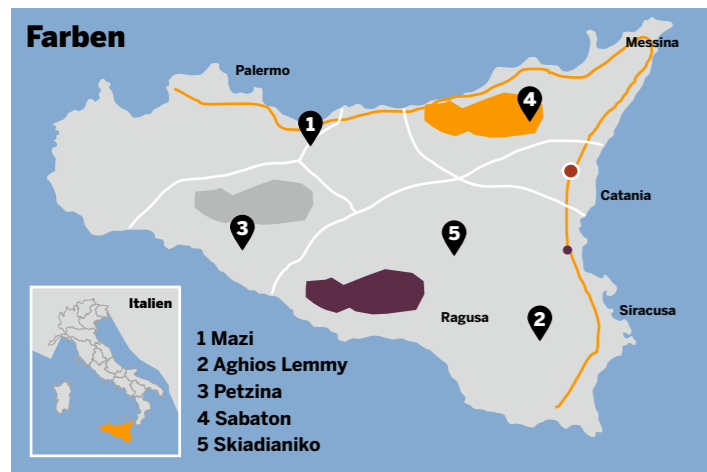 Farben
Messina
Palermo
4
1
Catania
3
5
Italien
Ragusa
Siracusa
2
1 Mazi
2 Aghios Lemmy
3 Petzina
4 Sabaton
5 Skiadianiko